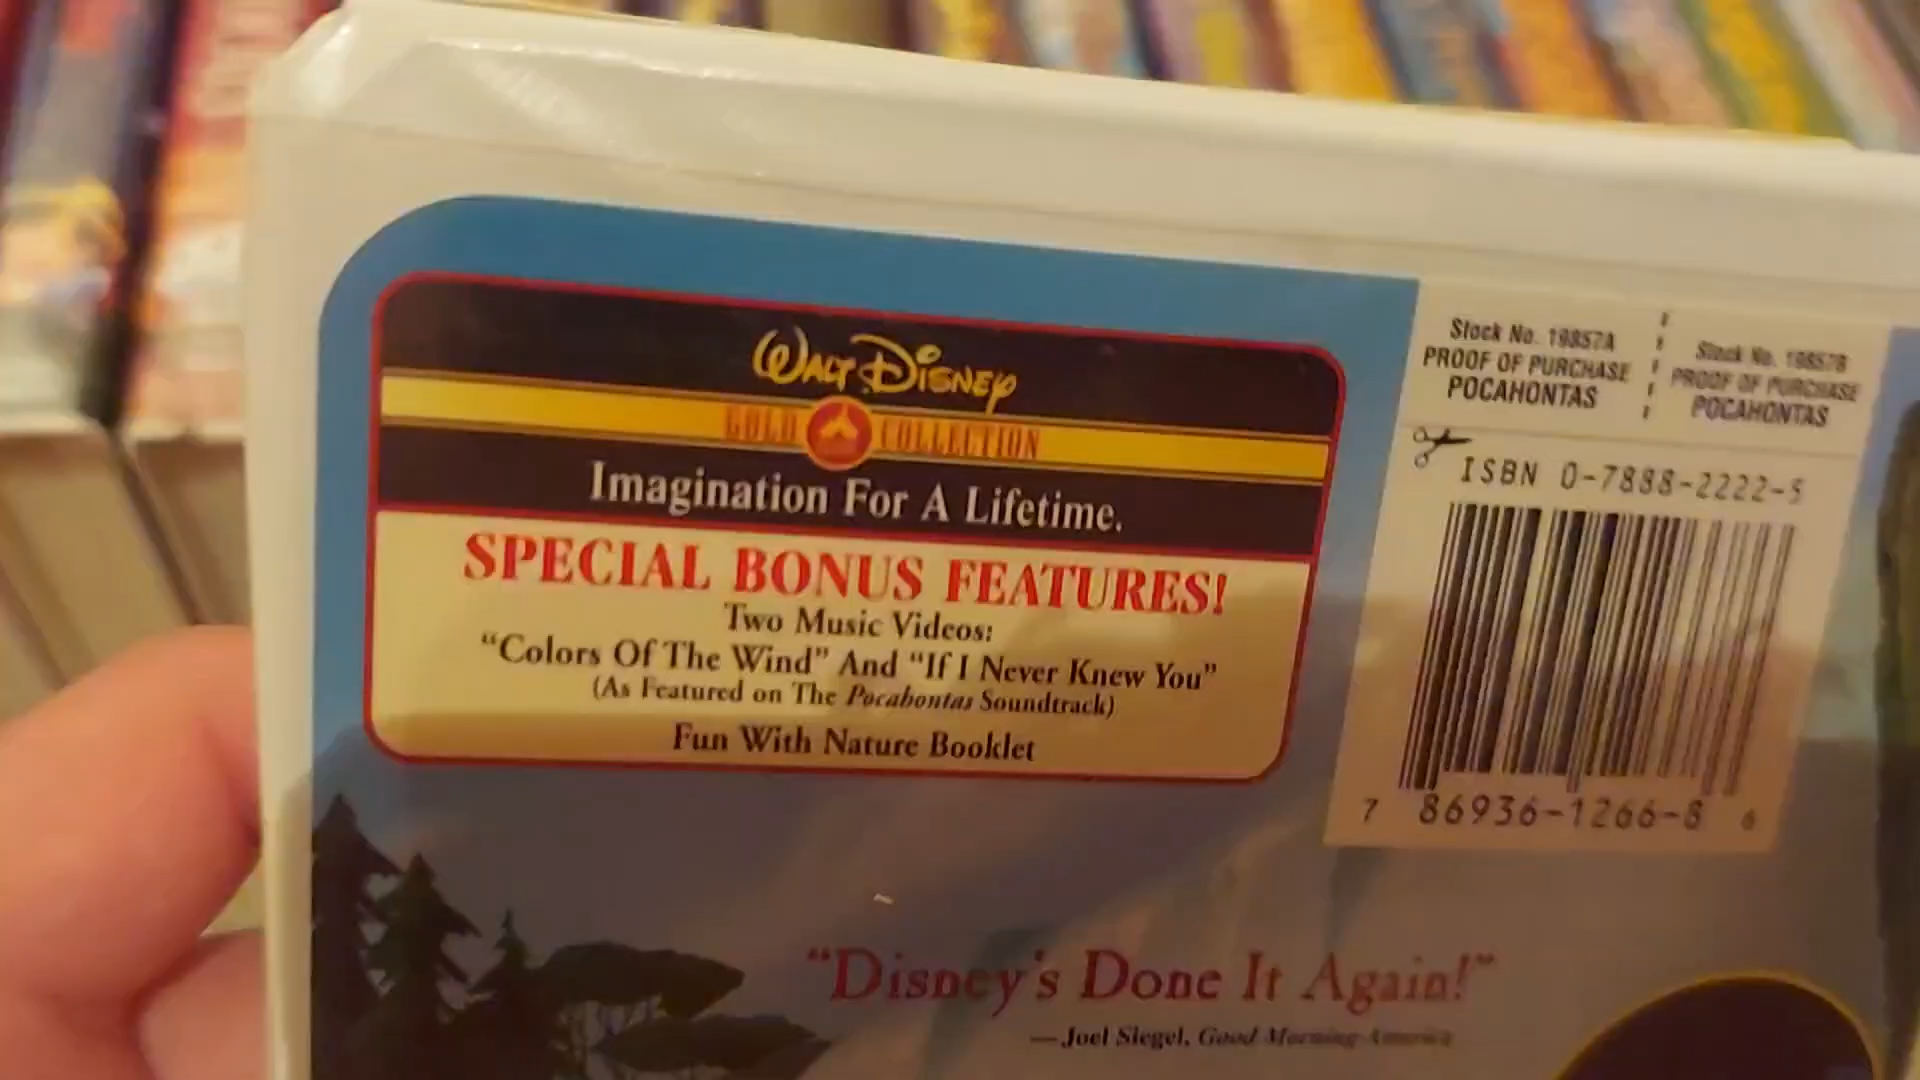 WALT DISNEY
GOLD COLLECTION
Imagination For A Lifetime.
SPECIAL BONUS FEATURES!
Two Music Videos:
“Colors Of The Wind” And “If I Never Knew You”
(As Featured on The Pocahontas Soundtrack)
Fun With Nature Booklet
Stock No. 19857A
PROOF OF PURCHASE
POCAHONTAS
Stock No. 19857B
PROOF OF PURCHASE
POCAHONTAS
ISBN 0-7888-2222-5
7 86936-1266-8 6
“Disney's Done It Again!”
—Joel Siegel, Good Morning America